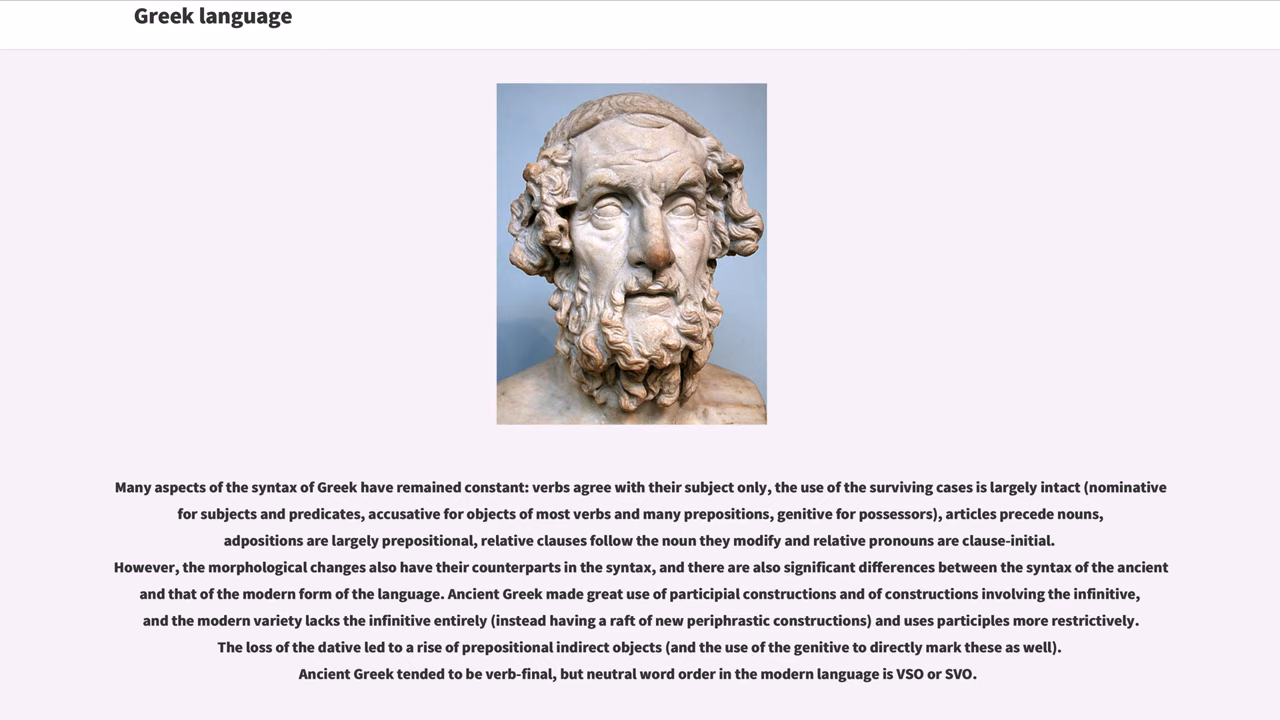 Greek language
Many aspects of the syntax of Greek have remained constant: verbs agree with their subject only, the use of the surviving cases is largely intact (nominative
for subjects and predicates, accusative for objects of most verbs and many prepositions, genitive for possessors), articles precede nouns,
adpositions are largely prepositional, relative clauses follow the noun they modify and relative pronouns are clause-initial.
However, the morphological changes also have their counterparts in the syntax, and there are also significant differences between the syntax of the ancient
and that of the modern form of the language. Ancient Greek made great use of participial constructions and of constructions involving the infinitive,
and the modern variety lacks the infinitive entirely (instead having a raft of new periphrastic constructions) and uses participles more restrictively.
The loss of the dative led to a rise of prepositional indirect objects (and the use of the genitive to directly mark these as well).
Ancient Greek tended to be verb-final, but neutral word order in the modern language is VSO or SVO.